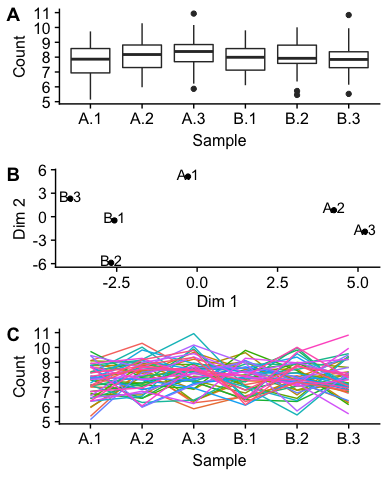 A
11
10
9
8
7
6
5
Count
A.1 A.2 A.3 B.1 B.2 B.3
Sample
B
6
3
0
-3
-6
Dim 2
A.1
B.3
A.2
B.1
A.3
B.2
-2.5 0.0 2.5 5.0
Dim 1
C
11
10
9
8
7
6
5
Count
A.1 A.2 A.3 B.1 B.2 B.3
Sample